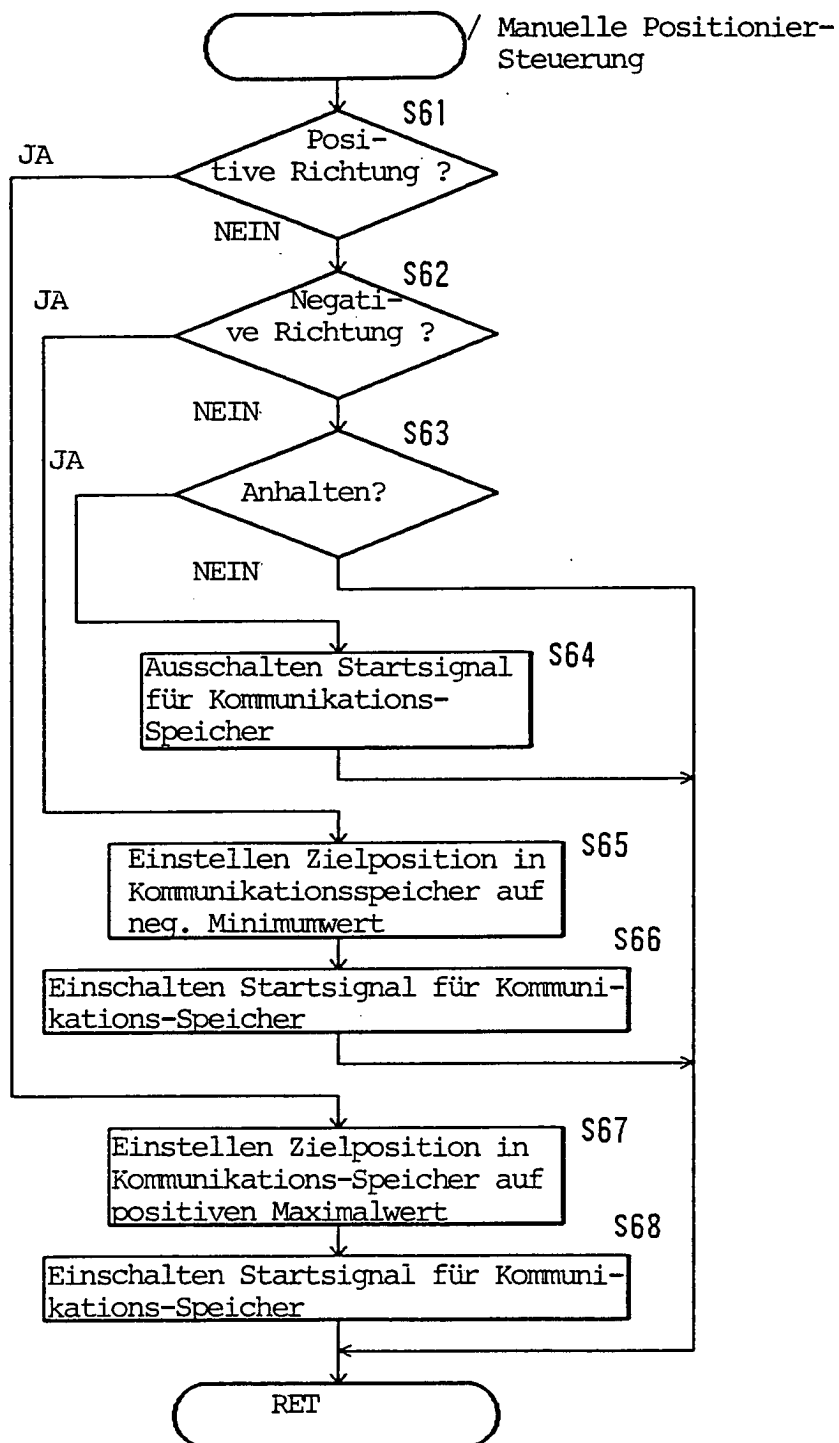 Manuelle Positionier-
Steuerung
S61
JA
Posi-
tive Richtung ?
NEIN
S62
JA
Negati-
ve Richtung ?
NEIN
S63
JA
Anhalten?
NEIN
S64
Ausschalten Startsignal
für Kommunikations-
Speicher
S65
Einstellen Zielposition in
Kommunikationsspeicher auf
neg. Minimumwert
S66
Einschalten Startsignal für Kommuni-
kations-Speicher
S67
Einstellen Zielposition in
Kommunikations-Speicher auf
positiven Maximalwert
S68
Einschalten Startsignal für Kommuni-
kations-Speicher
RET